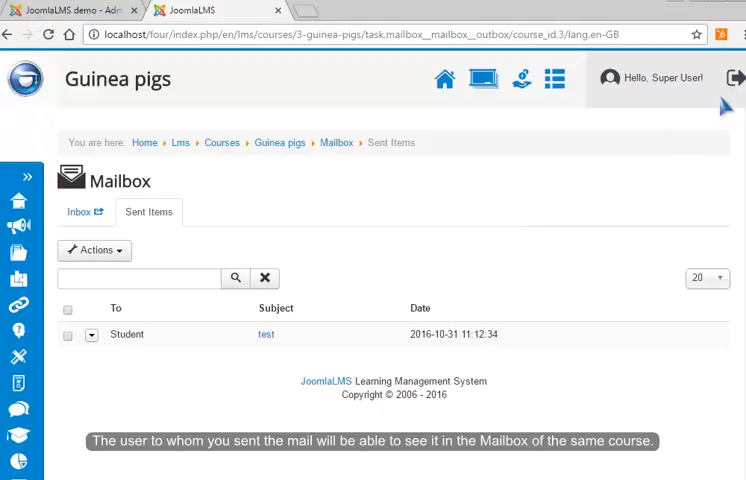 JoomlaLMS demo - Adm
JoomlaLMS
localhost/four/index.php/en/lms/courses/3-guinea-pigs/task,mailbox__mailbox_outbox/course_id,3/lang,en-GB
Guinea pigs
Hello, Super User!
You are here: Home Lms Courses Guinea pigs Mailbox Sent Items
Mailbox
Inbox Sent Items
Actions
20
To Subject Date
Student test 2016-10-31 11:12:34
JoomlaLMS Learning Management System
Copyright © 2006 - 2016
The user to whom you sent the mail will be able to see it in the Mailbox of the same course.